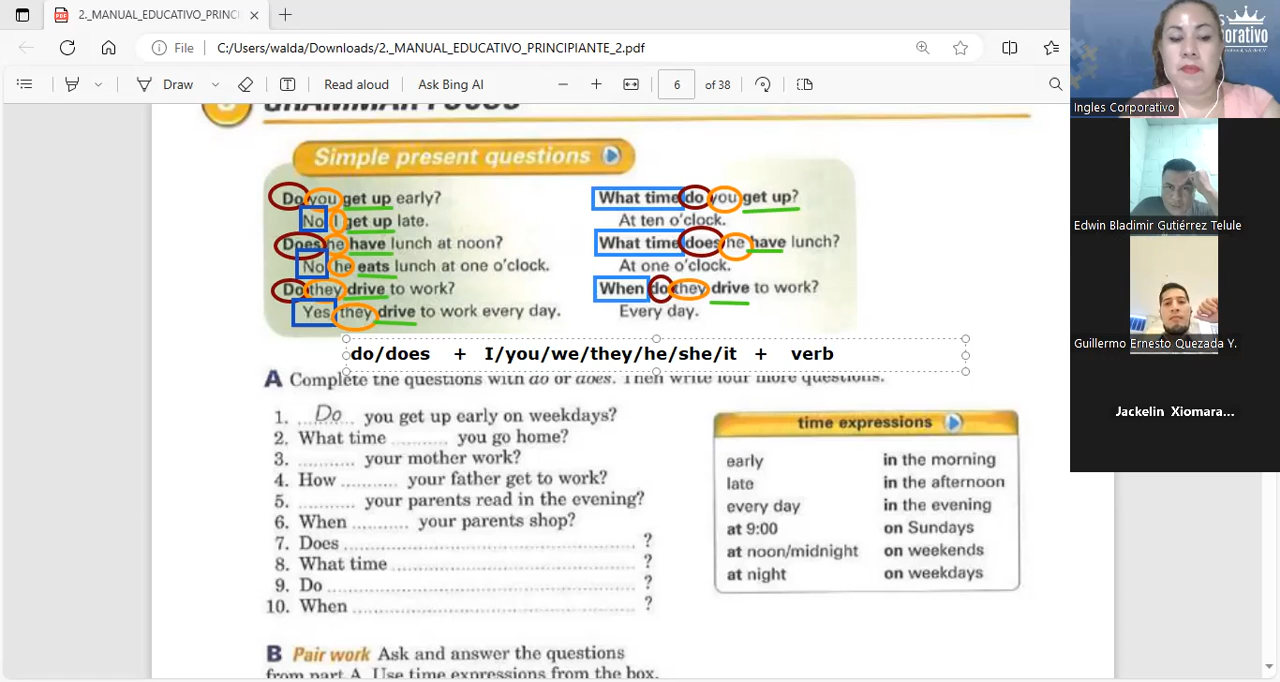 2._MANUAL_EDUCATIVO_PRINCI
File C:/Users/walda/Downloads/2._MANUAL_EDUCATIVO_PRINCIPIANTE_2.pdf
Draw Read aloud Ask Bing AI 6 of 38
GRAMMAR FOCUS
Simple present questions
Do you get up early?
No I get up late.
Does he have lunch at noon?
No he eats lunch at one o'clock.
Do they drive to work?
Yes they drive to work every day.
What time do you get up?
At ten o'clock.
What time does he have lunch?
At one o'clock.
When do they drive to work?
Every day.
do/does + I/you/we/they/he/she/it + verb
A Complete the questions with do or does. Then write four more questions.
1. Do you get up early on weekdays?
2. What time .......... you go home?
3. .......... your mother work?
4. How .......... your father get to work?
5. .......... your parents read in the evening?
6. When .......... your parents shop?
7. Does .......... ?
8. What time .......... ?
9. Do .......... ?
10. When .......... ?
time expressions
early
late
every day
at 9:00
at noon/midnight
at night
in the morning
in the afternoon
in the evening
on Sundays
on weekends
on weekdays
B Pair work Ask and answer the questions
from part A. Use time expressions from the box.
orporativo
Ingles Corporativo
Edwin Bladimir Gutiérrez Telule
Guillermo Ernesto Quezada Y.
Jackelin Xiomara...